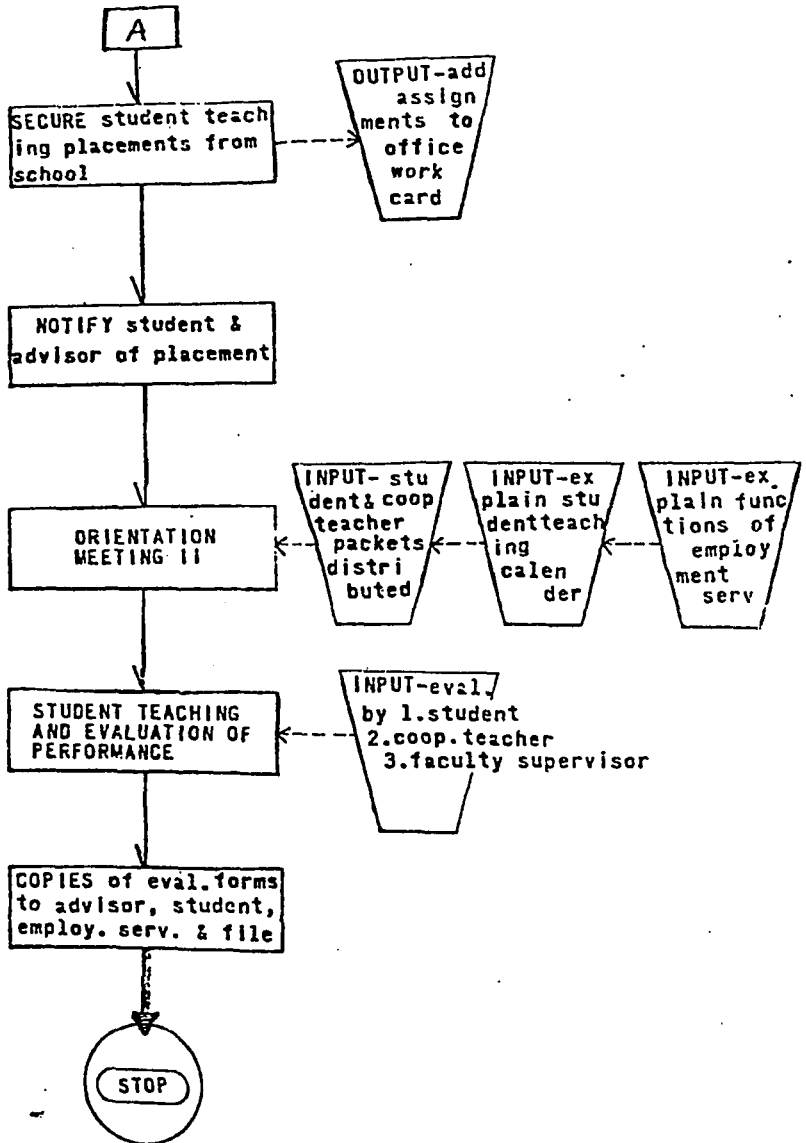 A
SECURE student teach
ing placements from
school
OUTPUT-add
assign
ments to
office
work
card
NOTIFY student &
advisor of placement
ORIENTATION
MEETING II
INPUT- stu
dent& coop
teacher
packets
distri
buted
INPUT-ex
plain stu
dentteach
ing
calen
der
INPUT-ex.
plain func
tions of
employ
ment
serv
STUDENT TEACHING
AND EVALUATION OF
PERFORMANCE
INPUT-eval.
by 1.student
2.coop.teacher
3.faculty supervisor
COPIES of eval.forms
to advisor, student,
employ. serv. & file
STOP